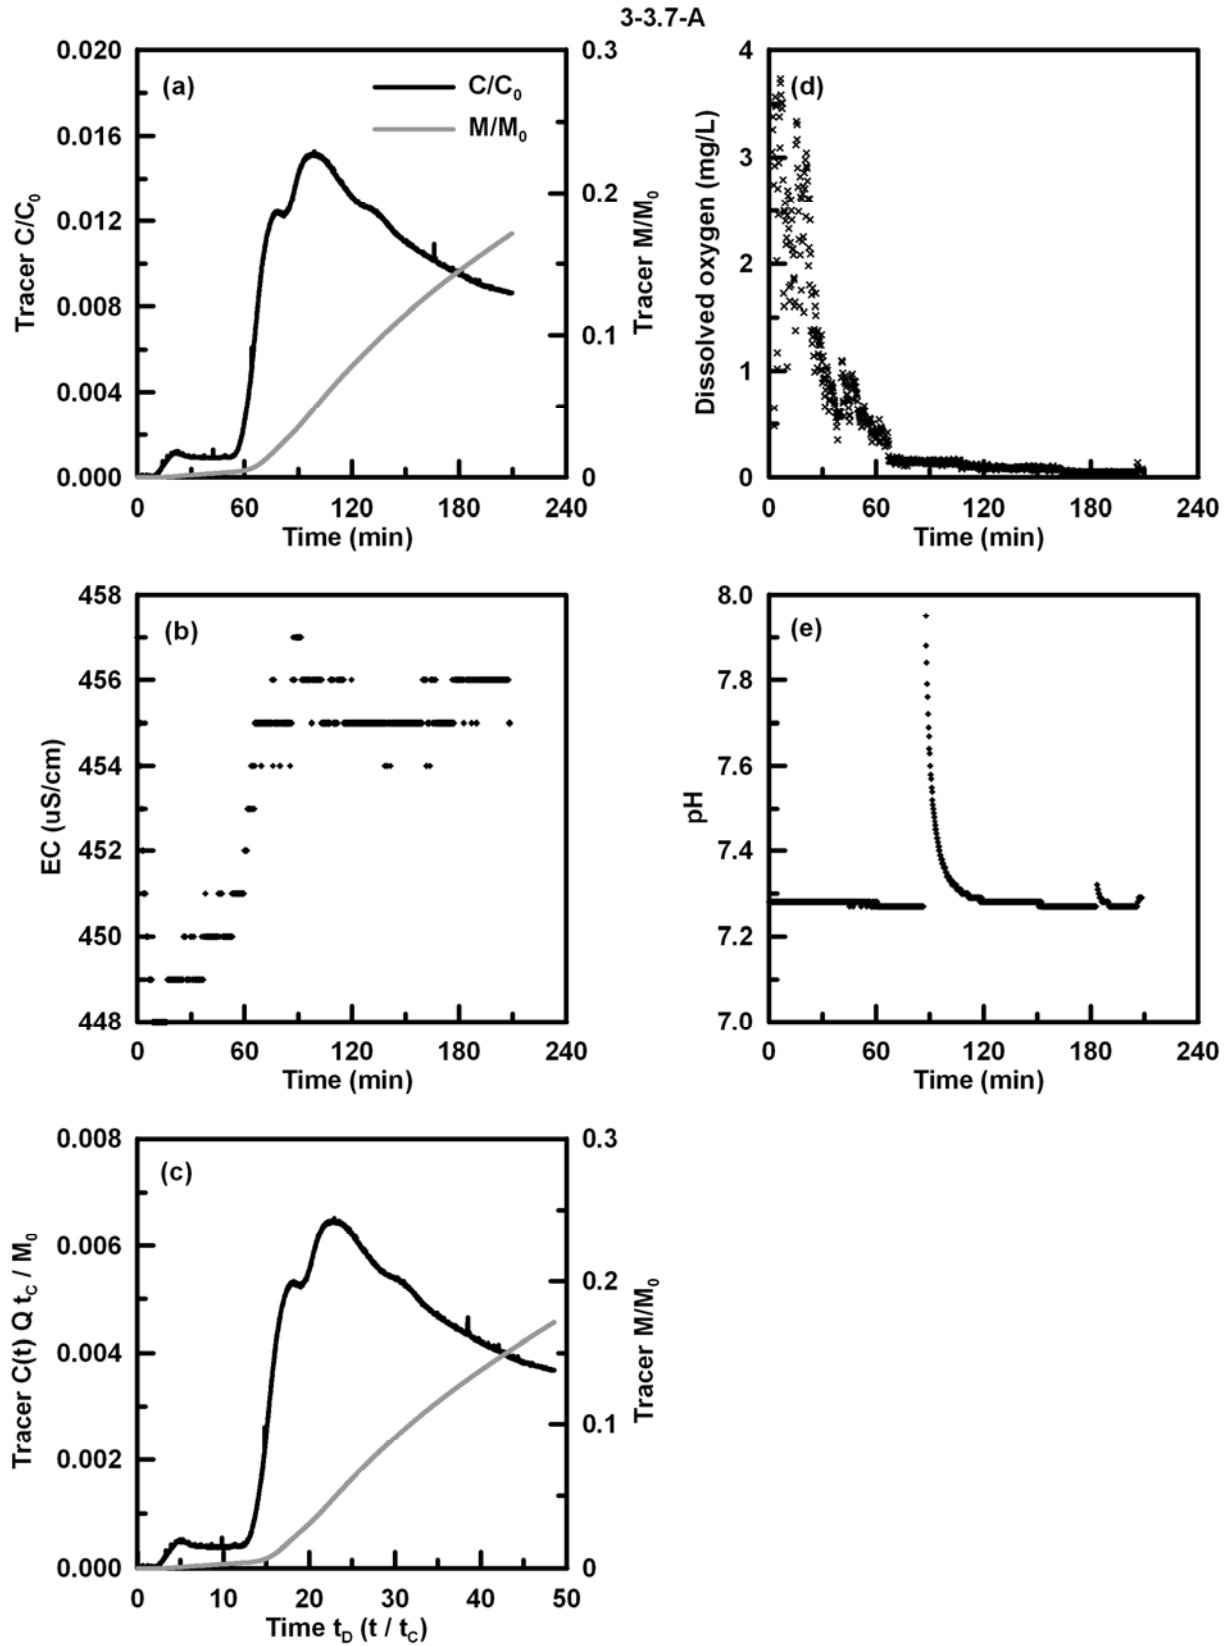 3-3.7-A
(a)
C/C₀
M/M₀
0.020
0.016
0.012
0.008
0.004
0.000
Tracer C/C₀
0.3
0.2
0.1
0
Tracer M/M₀
0 60 120 180 240
Time (min)
(d)
4
3
2
1
0
Dissolved oxygen (mg/L)
0 60 120 180 240
Time (min)
(b)
458
456
454
452
450
448
EC (uS/cm)
0 60 120 180 240
Time (min)
(e)
8.0
7.8
7.6
7.4
7.2
7.0
pH
0 60 120 180 240
Time (min)
(c)
0.008
0.006
0.004
0.002
0.000
Tracer C(t) Q t_C / M₀
0.3
0.2
0.1
0
Tracer M/M₀
0 10 20 30 40 50
Time t_D (t / t_C)